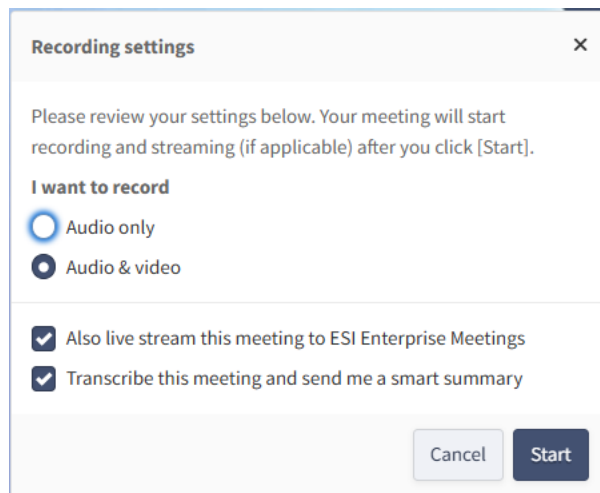 Recording settings
Please review your settings below. Your meeting will start
recording and streaming (if applicable) after you click [Start].
I want to record
Audio only
Audio & video
Also live stream this meeting to ESI Enterprise Meetings
Transcribe this meeting and send me a smart summary
Cancel Start